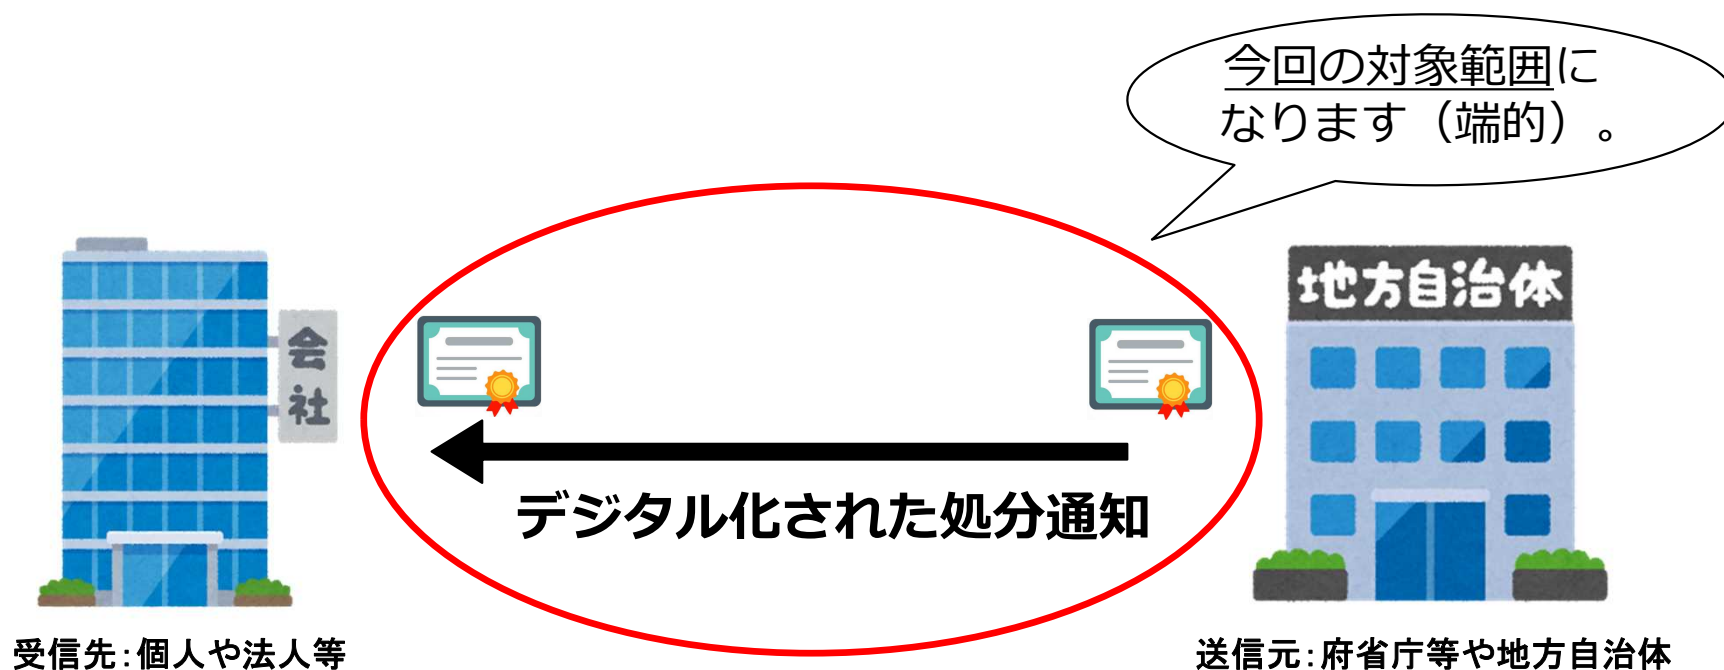 今回の対象範囲に
なります（端的）。
地方自治体
会社
デジタル化された処分通知
受信先：個人や法人等
送信元：府省庁等や地方自治体